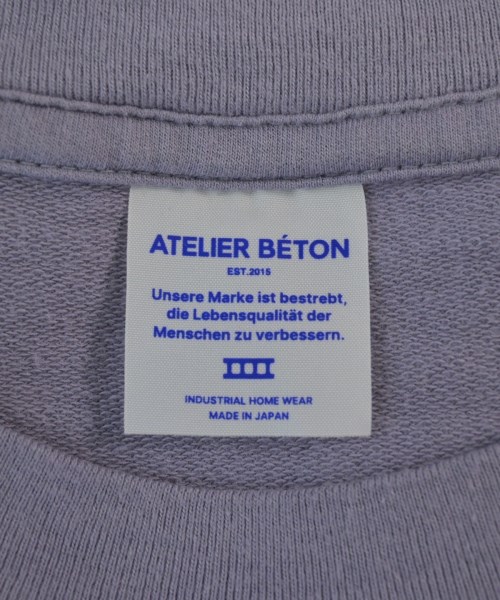 ATELIER BÉTON
EST.2015
Unsere Marke ist bestrebt,
die Lebensqualität der
Menschen zu verbessern.
INDUSTRIAL HOME WEAR
MADE IN JAPAN